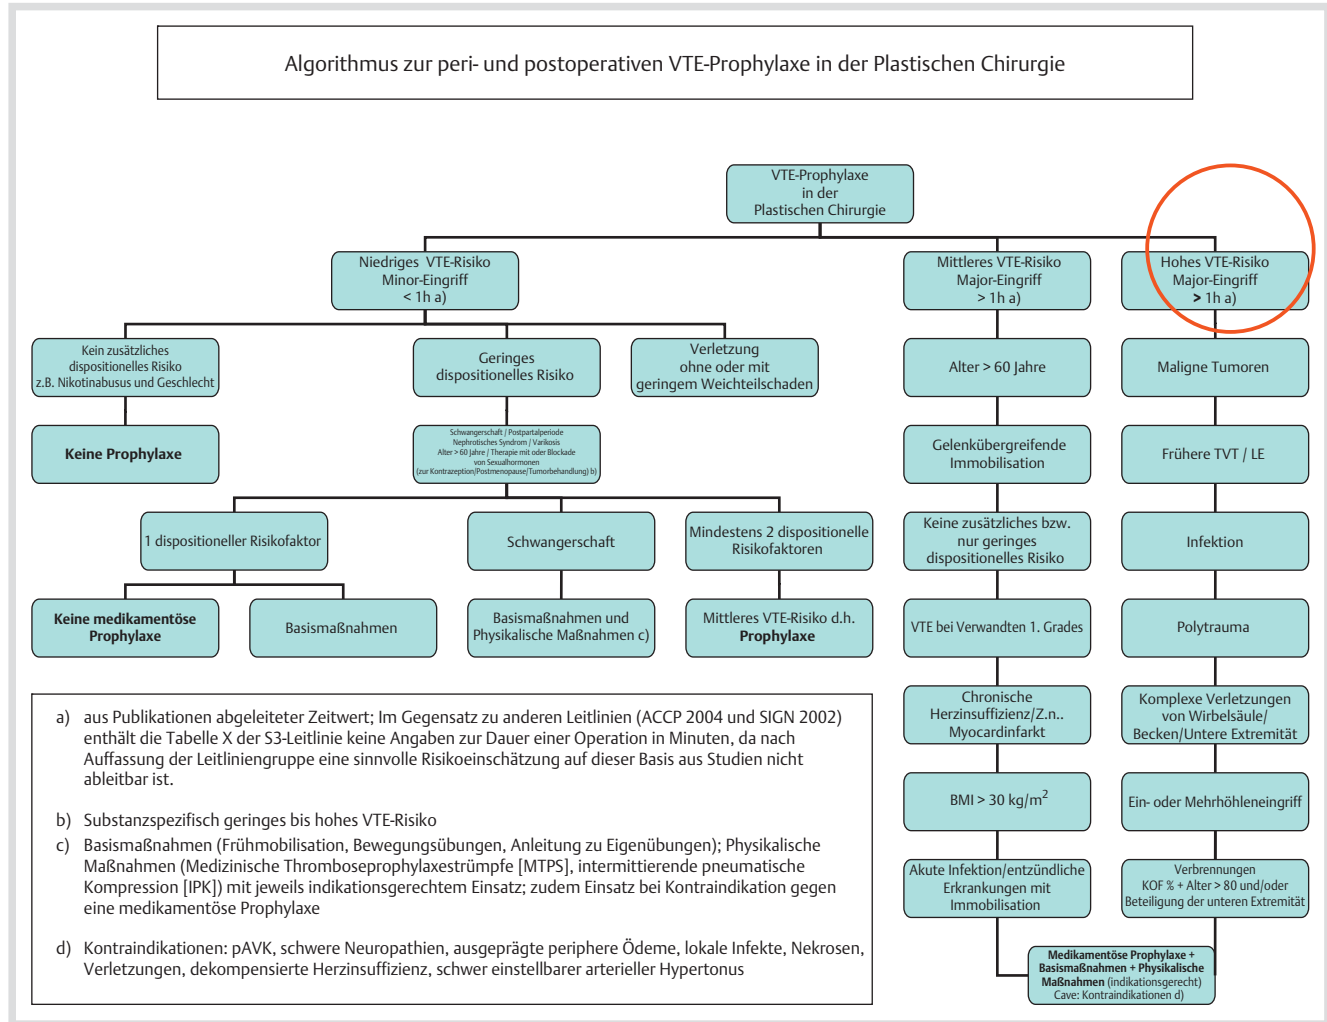 Algorithmus zur peri- und postoperativen VTE-Prophylaxe in der Plastischen Chirurgie
VTE-Prophylaxe
in der
Plastischen Chirurgie
Niedriges VTE-Risiko
Minor-Eingriff
< 1h a)
Mittleres VTE-Risiko
Major-Eingriff
> 1h a)
Hohes VTE-Risiko
Major-Eingriff
> 1h a)
Kein zusätzliches
dispositionelles Risiko
z.B. Nikotinabusus und Geschlecht
Geringes
dispositionelles Risiko
Verletzung
ohne oder mit
geringem Weichteilschaden
Alter > 60 Jahre
Maligne Tumoren
Keine Prophylaxe
Schwangerschaft / Postpartalperiode
Nephrotisches Syndrom / Varikosis
Alter > 60 Jahre / Therapie mit oder Blockade
von Sexualhormonen
(zur Kontrazeption/Postmenopause/Tumorbehandlung) b)
Gelenkübergreifende
Immobilisation
Frühere TVT / LE
1 dispositioneller Risikofaktor
Schwangerschaft
Mindestens 2 dispositionelle
Risikofaktoren
Keine zusätzliches bzw.
nur geringes
dispositionelles Risiko
Infektion
Keine medikamentöse
Prophylaxe
Basismaßnahmen
Basismaßnahmen und
Physikalische Maßnahmen c)
Mittleres VTE-Risiko d.h.
Prophylaxe
VTE bei Verwandten 1. Grades
Polytrauma
Chronische
Herzinsuffizienz/Z.n..
Myocardinfarkt
Komplexe Verletzungen
von Wirbelsäule/
Becken/Untere Extremität
BMI > 30 kg/m²
Ein- oder Mehrhöhleneingriff
Akute Infektion/entzündliche
Erkrankungen mit
Immobilisation
Verbrennungen
KOF % + Alter > 80 und/oder
Beteiligung der unteren Extremität
Medikamentöse Prophylaxe +
Basismaßnahmen + Physikalische
Maßnahmen (indikationsgerecht)
Cave: Kontraindikationen d)
a) aus Publikationen abgeleiteter Zeitwert; Im Gegensatz zu anderen Leitlinien (ACCP 2004 und SIGN 2002)
enthält die Tabelle X der S3-Leitlinie keine Angaben zur Dauer einer Operation in Minuten, da nach
Auffassung der Leitliniengruppe eine sinnvolle Risikoeinschätzung auf dieser Basis aus Studien nicht
ableitbar ist.
b) Substanzspezifisch geringes bis hohes VTE-Risiko
c) Basismaßnahmen (Frühmobilisation, Bewegungsübungen, Anleitung zu Eigenübungen); Physikalische
Maßnahmen (Medizinische Thromboseprophylaxestrümpfe [MTPS], intermittierende pneumatische
Kompression [IPK]) mit jeweils indikationsgerechtem Einsatz; zudem Einsatz bei Kontraindikation gegen
eine medikamentöse Prophylaxe
d) Kontraindikationen: pAVK, schwere Neuropathien, ausgeprägte periphere Ödeme, lokale Infekte, Nekrosen,
Verletzungen, dekompensierte Herzinsuffizienz, schwer einstellbarer arterieller Hypertonus